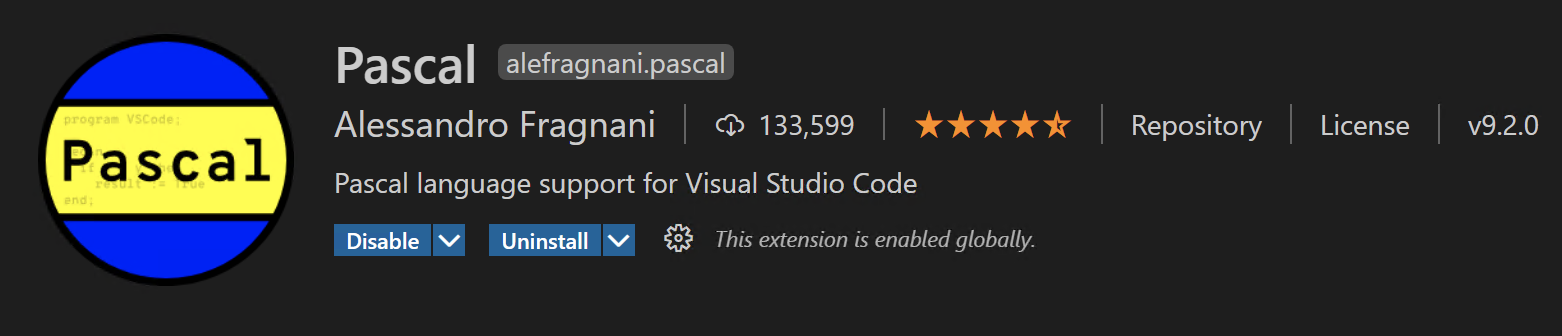 Pascal alefragnani.pascal
Alessandro Fragnani 133,599 Repository License v9.2.0
Pascal language support for Visual Studio Code
Disable Uninstall This extension is enabled globally.
program VSCode;
Pascal
result := True
end;